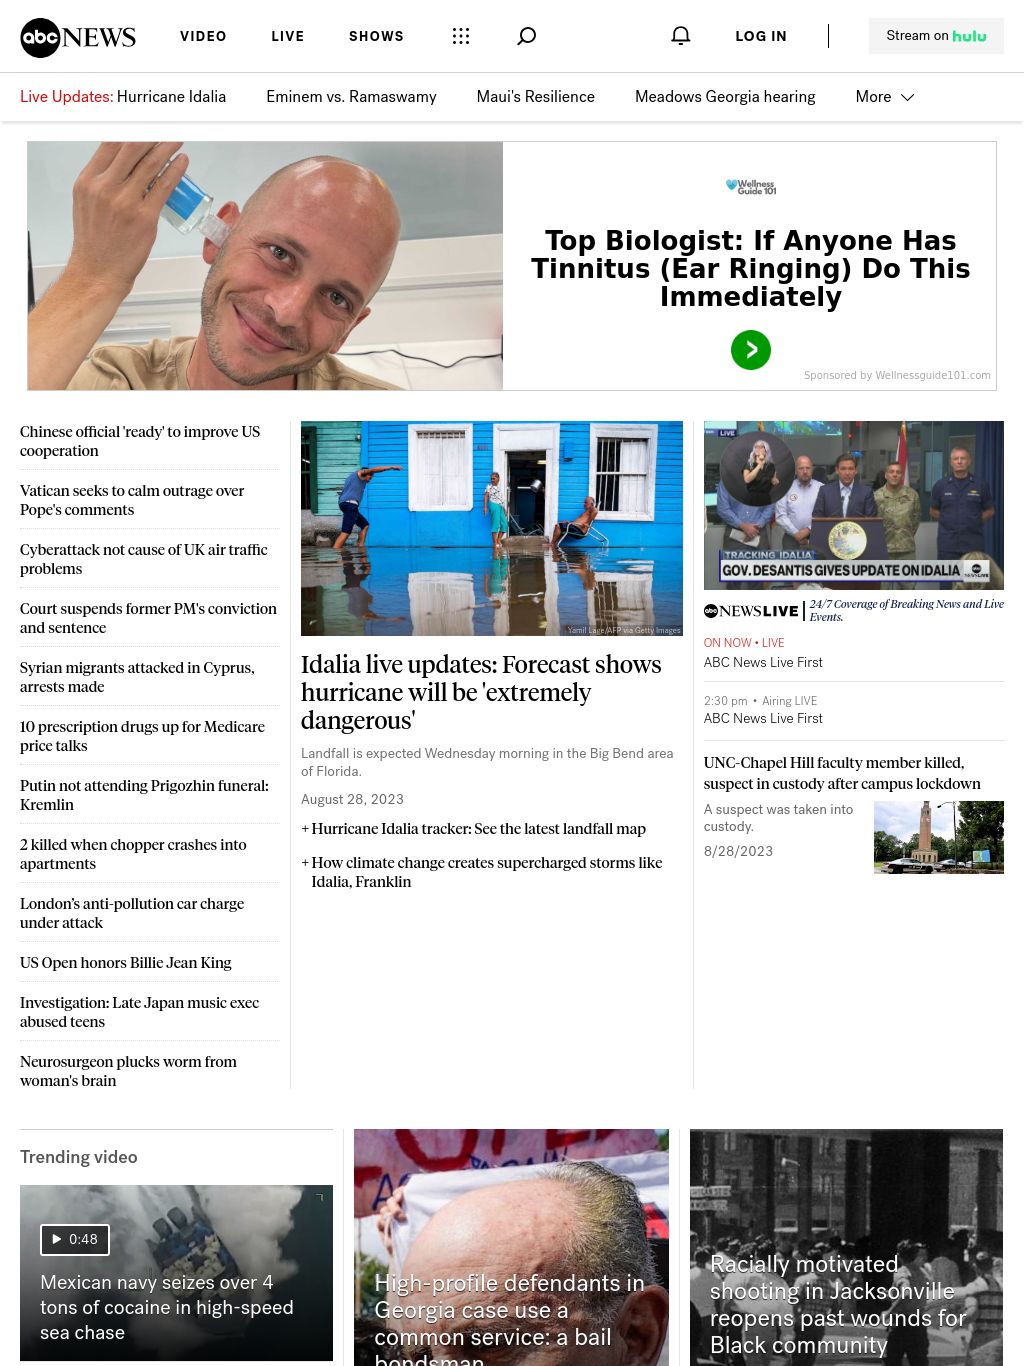 abc NEWS
VIDEO
LIVE
SHOWS
LOG IN
Stream on hulu
Live Updates: Hurricane Idalia
Eminem vs. Ramaswamy
Maui's Resilience
Meadows Georgia hearing
More
Wellness
Guide 101
Top Biologist: If Anyone Has
Tinnitus (Ear Ringing) Do This
Immediately
Sponsored by Wellnessguide101.com
Chinese official 'ready' to improve US
cooperation
Vatican seeks to calm outrage over
Pope's comments
Cyberattack not cause of UK air traffic
problems
Court suspends former PM's conviction
and sentence
Syrian migrants attacked in Cyprus,
arrests made
10 prescription drugs up for Medicare
price talks
Putin not attending Prigozhin funeral:
Kremlin
2 killed when chopper crashes into
apartments
London's anti-pollution car charge
under attack
US Open honors Billie Jean King
Investigation: Late Japan music exec
abused teens
Neurosurgeon plucks worm from
woman's brain
Yamil Lage/AFP via Getty Images
Idalia live updates: Forecast shows
hurricane will be 'extremely
dangerous'
Landfall is expected Wednesday morning in the Big Bend area
of Florida.
August 28, 2023
+ Hurricane Idalia tracker: See the latest landfall map
+ How climate change creates supercharged storms like
Idalia, Franklin
LIVE
TRACKING IDALIA
GOV. DESANTIS GIVES UPDATE ON IDALIA
abc NEWS LIVE
24/7 Coverage of Breaking News and Live
Events.
ON NOW • LIVE
ABC News Live First
2:30 pm • Airing LIVE
ABC News Live First
UNC-Chapel Hill faculty member killed,
suspect in custody after campus lockdown
A suspect was taken into
custody.
8/28/2023
Trending video
0:48
Mexican navy seizes over 4
tons of cocaine in high-speed
sea chase
High-profile defendants in
Georgia case use a
common service: a bail
bondsman
Racially motivated
shooting in Jacksonville
reopens past wounds for
Black community